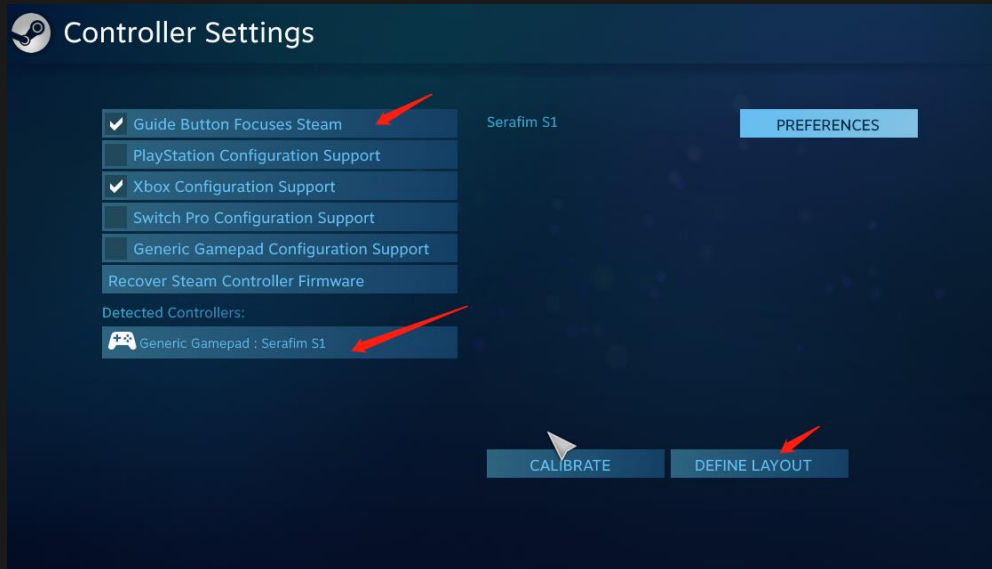 Controller Settings
Guide Button Focuses Steam
PlayStation Configuration Support
Xbox Configuration Support
Switch Pro Configuration Support
Generic Gamepad Configuration Support
Recover Steam Controller Firmware
Detected Controllers:
Generic Gamepad : Serafim S1
Serafim S1
PREFERENCES
CALIBRATE
DEFINE LAYOUT